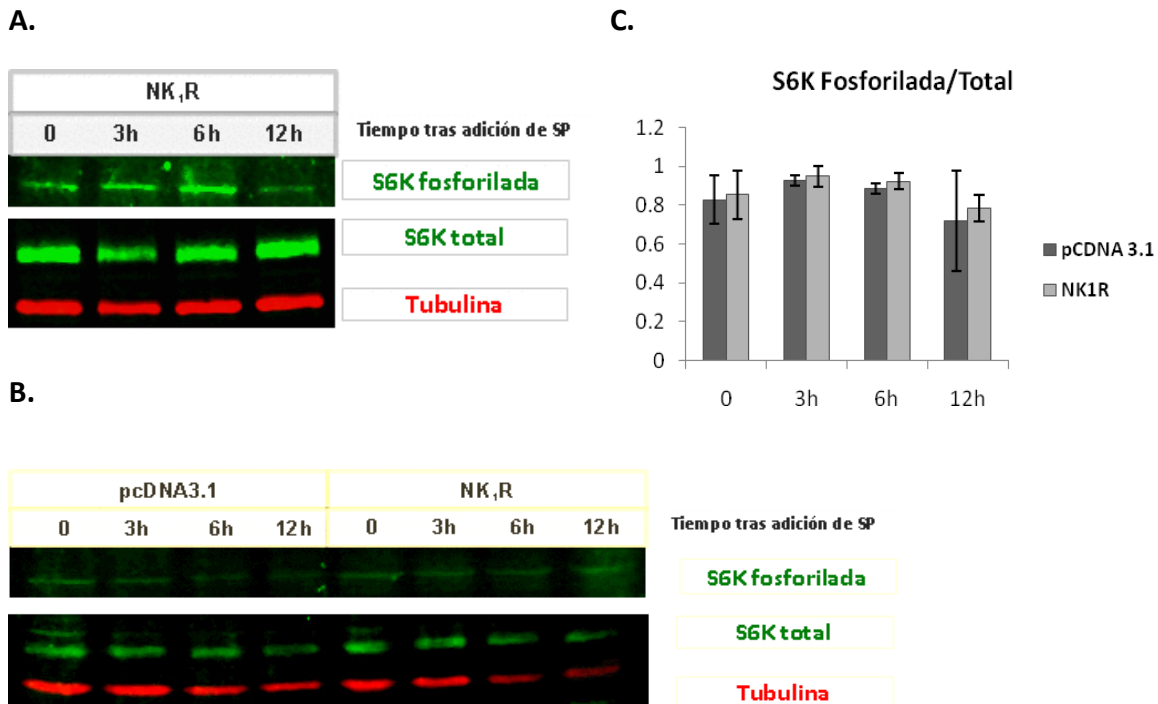 A.
NK₁R
0 3h 6h 12h
Tiempo tras adición de SP
S6K fosforilada
S6K total
Tubulina
C.
S6K Fosforilada/Total
1.2
1
0.8
0.6
0.4
0.2
0
0 3h 6h 12h
pCDNA 3.1
NK1R
B.
pcDNA3.1 NK₁R
0 3h 6h 12h 0 3h 6h 12h
Tiempo tras adición de SP
S6K fosforilada
S6K total
Tubulina